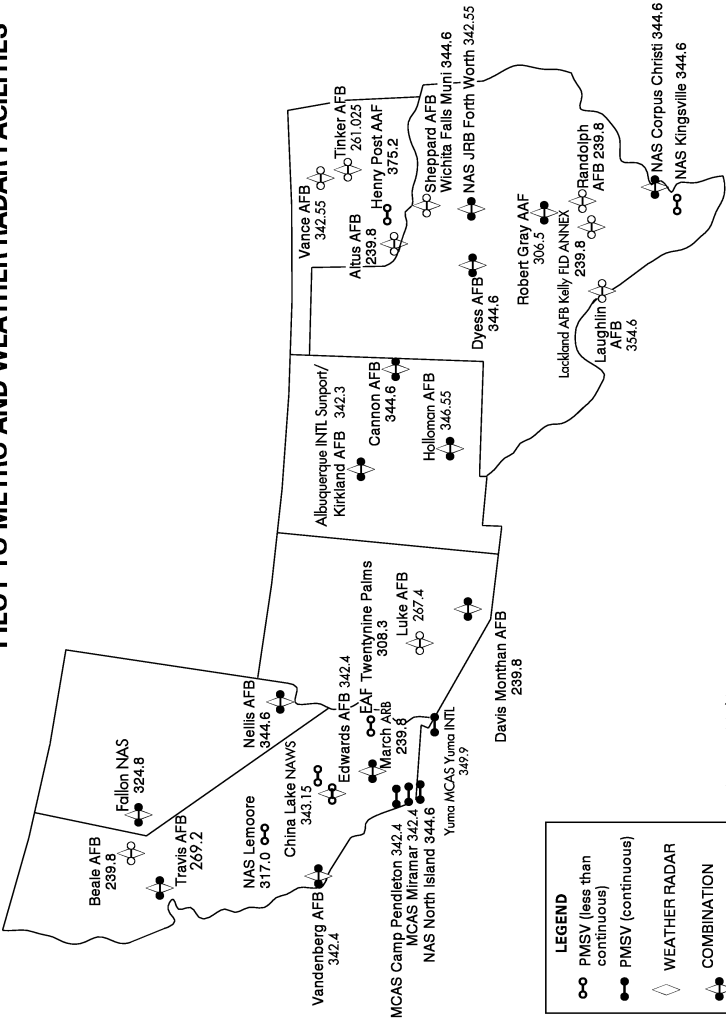 PILOT TO METRO AND WEATHER RADAR FACILITIES
Beale AFB
239.8
Fallon NAS
324.8
Travis AFB
269.2
NAS Lemoore
317.0
China Lake NAWS
343.15
Vandenberg AFB
342.4
Nellis AFB
344.6
Edwards AFB 342.4
EAF Twentynine Palms
308.3
March ARB
239.8
Luke AFB
267.4
MCAS Camp Pendleton 342.4
MCAS Miramar 342.4
NAS North Island 344.6
Yuma MCAS Yuma INTL
349.9
Davis Monthan AFB
239.8
Albuquerque INTL Sunport/
Kirkland AFB 342.3
Cannon AFB
344.6
Holloman AFB
346.55
Vance AFB
342.55
Tinker AFB
261.025
Altus AFB
239.8
Henry Post AAF
375.2
Sheppard AFB
Wichita Falls Muni 344.6
NAS JRB Forth Worth 342.55
Dyess AFB
344.6
Robert Gray AAF
306.5
Lackland AFB Kelly FLD ANNEX
239.8
Randolph
AFB 239.8
Laughlin
AFB
354.6
NAS Corpus Christi 344.6
NAS Kingsville 344.6
LEGEND
PMSV (less than
continuous)
PMSV (continuous)
WEATHER RADAR
COMBINATION